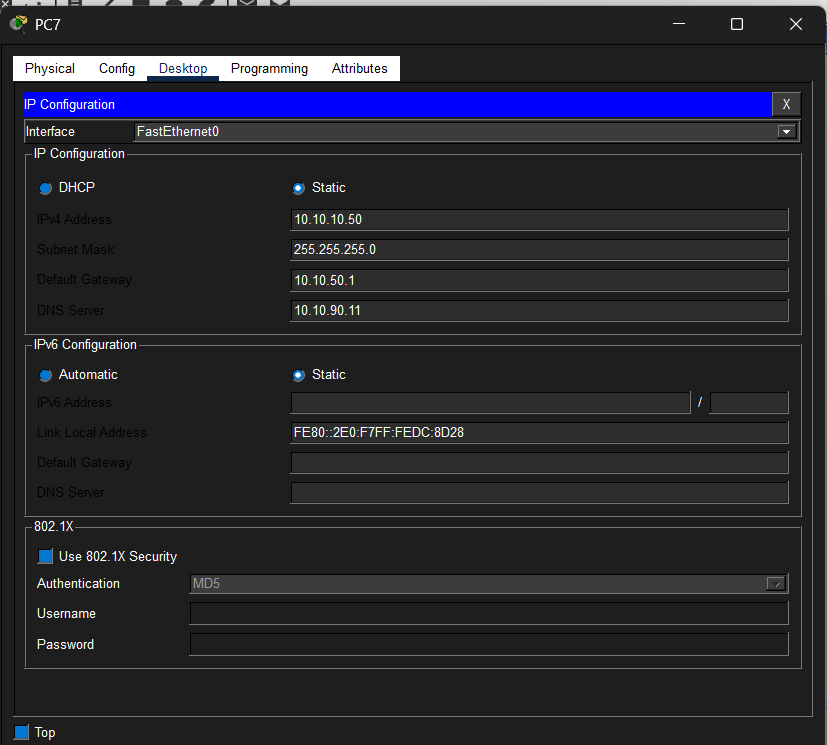 PC7
Physical Config Desktop Programming Attributes
IP Configuration X
Interface FastEthernet0
IP Configuration
DHCP Static
IPv4 Address 10.10.10.50
Subnet Mask 255.255.255.0
Default Gateway 10.10.50.1
DNS Server 10.10.90.11
IPv6 Configuration
Automatic Static
IPv6 Address /
Link Local Address FE80::2E0:F7FF:FEDC:8D28
Default Gateway
DNS Server
802.1X
Use 802.1X Security
Authentication MD5
Username
Password
Top